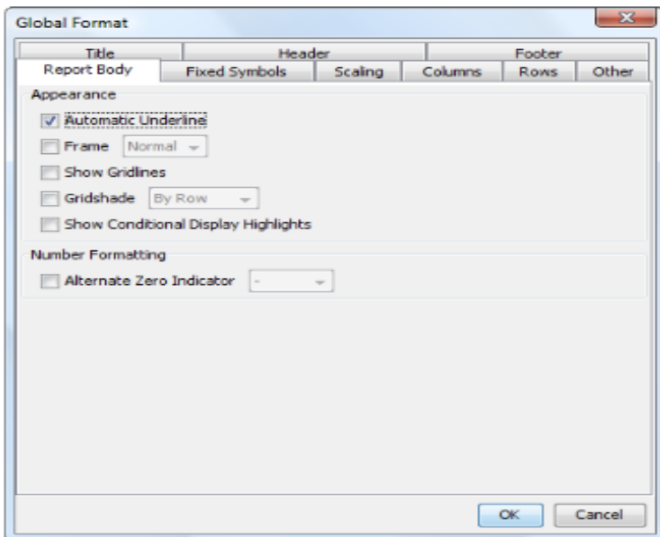 Global Format
Title Header Footer
Report Body Fixed Symbols Scaling Columns Rows Other
Appearance
Automatic Underline
Frame Normal
Show Gridlines
Gridshade By Row
Show Conditional Display Highlights
Number Formatting
Alternate Zero Indicator -
OK Cancel